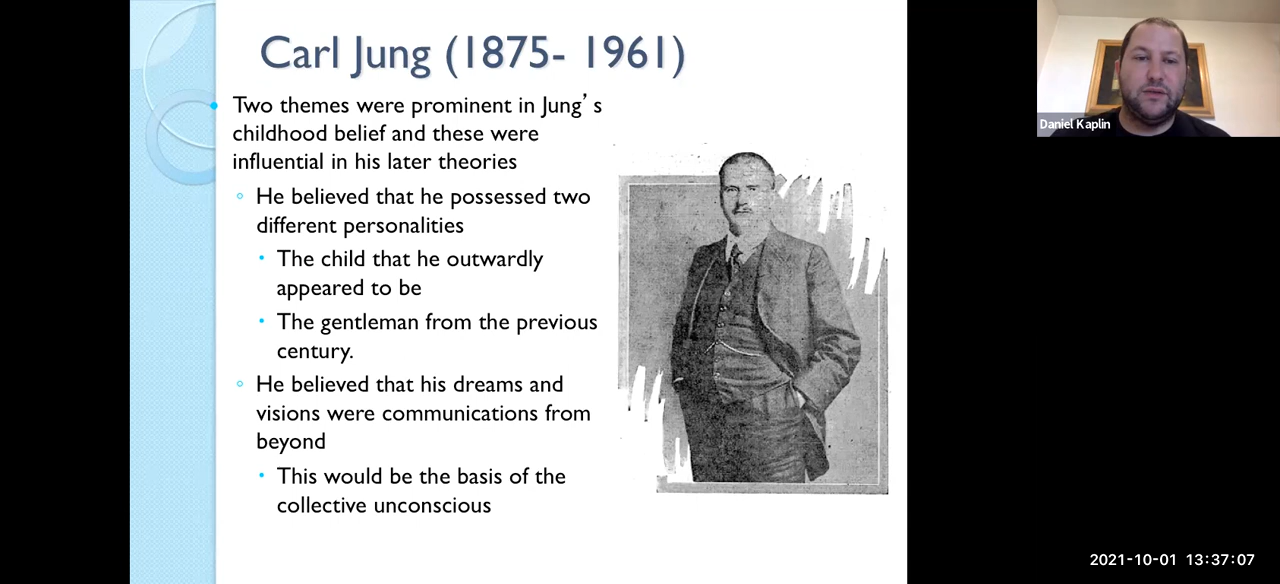 Carl Jung (1875- 1961)
Two themes were prominent in Jung's
childhood belief and these were
influential in his later theories
He believed that he possessed two
different personalities
The child that he outwardly
appeared to be
The gentleman from the previous
century.
He believed that his dreams and
visions were communications from
beyond
This would be the basis of the
collective unconscious
Daniel Kaplin
2021-10-01 13:37:07